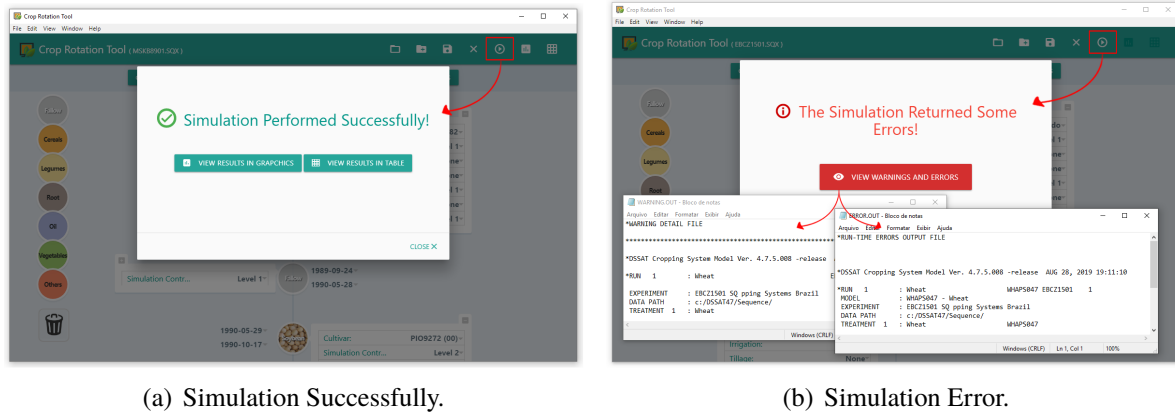 Crop Rotation Tool
File Edit View Window Help
Crop Rotation Tool ( MSKB8901.SQX )
Fallow
Cereals
Legumes
Root
Oil
Vegetables
Others
Simulation Performed Successfully!
VIEW RESULTS IN GRAPCHICS
VIEW RESULTS IN TABLE
CLOSE X
1989-09-24
1990-05-28
Simulation Contr... Level 1
Fallow
1990-05-29
1990-10-17
Cultivar: PIO9272 (00)
Simulation Contr... Level 2
(a) Simulation Successfully.
Crop Rotation Tool
File Edit View Window Help
Crop Rotation Tool ( EBCZ1501.SQX )
Fallow
Cereals
Legumes
Root
The Simulation Returned Some
Errors!
VIEW WARNINGS AND ERRORS
WARNING.OUT - Bloco de notas
Arquivo Editar Formatar Exibir Ajuda
*WARNING DETAIL FILE
*DSSAT Cropping System Model Ver. 4.7.5.008 -release
*RUN 1 : Wheat
EXPERIMENT : EBCZ1501 SQ pping Systems Brazil
DATA PATH : c:/DSSAT47/Sequence/
TREATMENT 1 : Wheat
Windows (CRLF)
ERROR.OUT - Bloco de notas
Arquivo Editar Formatar Exibir Ajuda
*RUN-TIME ERRORS OUTPUT FILE
*DSSAT Cropping System Model Ver. 4.7.5.008 -release AUG 28, 2019 19:11:10
*RUN 1 : Wheat WHAPS047 EBCZ1501 1
MODEL : WHAPS047 - Wheat
EXPERIMENT : EBCZ1501 SQ pping Systems Brazil
DATA PATH : c:/DSSAT47/Sequence/
TREATMENT 1 : Wheat WHAPS047
Windows (CRLF) Ln 1, Col 1 100%
Irrigation:
Tillage: None
(b) Simulation Error.